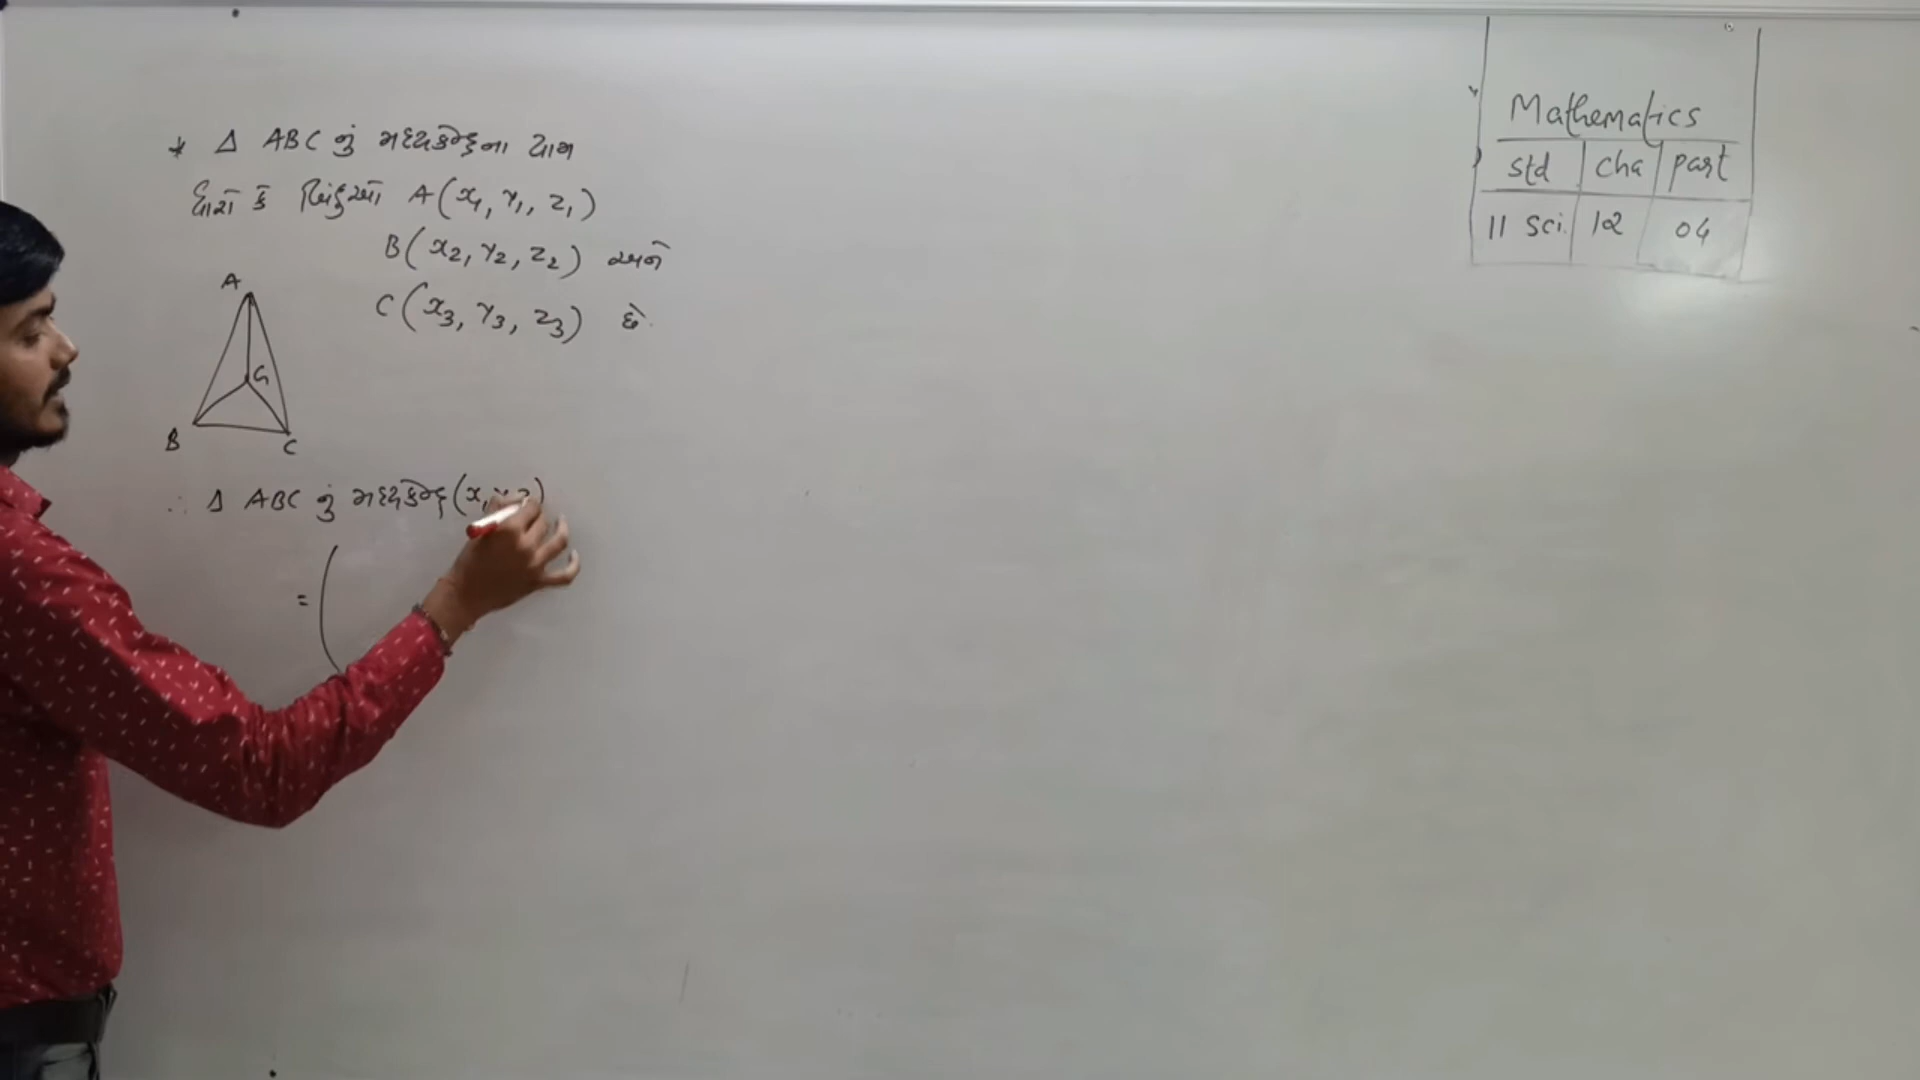 * Δ ABC નું મધ્યકેન્દ્રના યામ
ધારો કે બિંદુઓ A(x₁, y₁, z₁)
B(x₂, y₂, z₂) અને
C(x₃, y₃, z₃) છે.
A
G
B C
∴ Δ ABC નું મધ્યકેન્દ્ર (x, y, z)
= (
Mathematics
std cha part
11 Sci. 12 04